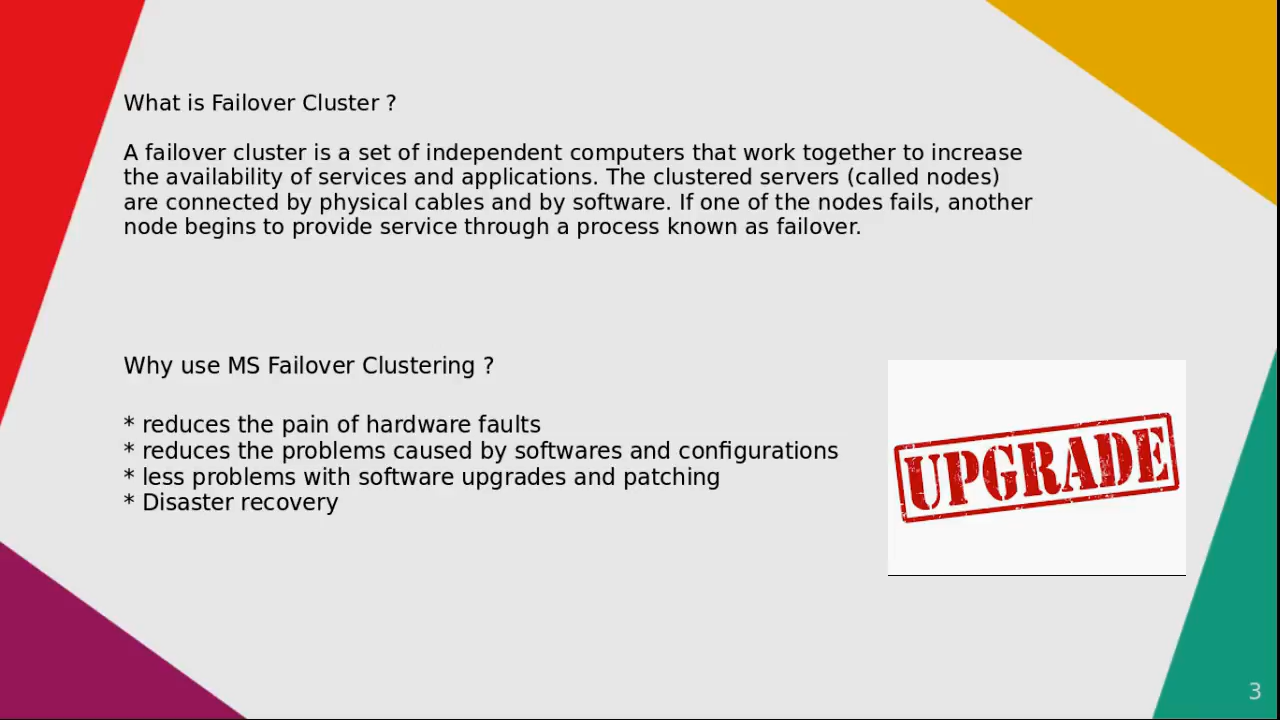 What is Failover Cluster ?
A failover cluster is a set of independent computers that work together to increase
the availability of services and applications. The clustered servers (called nodes)
are connected by physical cables and by software. If one of the nodes fails, another
node begins to provide service through a process known as failover.
Why use MS Failover Clustering ?
* reduces the pain of hardware faults
* reduces the problems caused by softwares and configurations
* less problems with software upgrades and patching
* Disaster recovery
UPGRADE
3